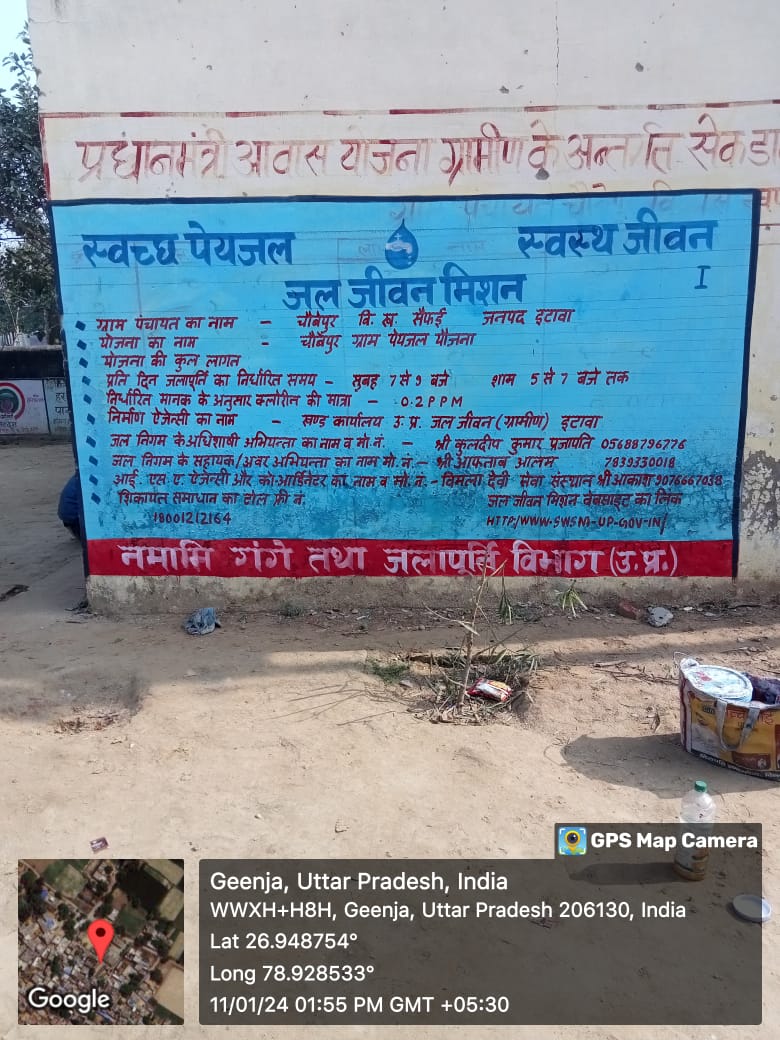 प्रधानमंत्री आवास योजना ग्रामीण के अन्तर्गत सेकडा
स्वच्छ पेयजल स्वस्थ जीवन
I
जल जीवन मिशन
ग्राम पंचायत का नाम - चौबेपुर वि. ख. सैफई जनपद इटावा
योजना का नाम - चौबेपुर ग्राम पेयजल योजना
योजना की कुल लागत
प्रति दिन जलापूर्ति का निर्धारित समय - सुबह 7 से 9 बजे शाम 5 से 7 बजे तक
निर्धारित मानक के अनुसार क्लोरीन की मात्रा - 0.2 PPM
निर्माण ऐजेन्सी का नाम - खण्ड कार्यालय उ. प्र. जल जीवन (ग्रामीण) इटावा
जल निगम के अधिशाषी अभियन्ता का नाम व मो.नं. - श्री कुलदीप कुमार प्रजापति 05688796776
जल निगम के सहायक/अवर अभियन्ता का नाम मो. नं. - श्री आफताब आलम 7839330018
आई. एस. ए. ऐजेन्सी और को-आर्डिनेटर का नाम व मो. नं. - विमला देवी सेवा संस्थान श्री आकाश 9076667038
शिकायत समाधान का टोल फ्री नं. जल जीवन मिशन वेबसाइट का लिंक
18001212164 HTTP/WWW-SWSM-UP-GOV-IN/
नमामि गंगे तथा जलापूर्ति विभाग (उ.प्र.)
GPS Map Camera
Geenja, Uttar Pradesh, India
WWXH+H8H, Geenja, Uttar Pradesh 206130, India
Lat 26.948754°
Long 78.928533°
11/01/24 01:55 PM GMT +05:30
Google